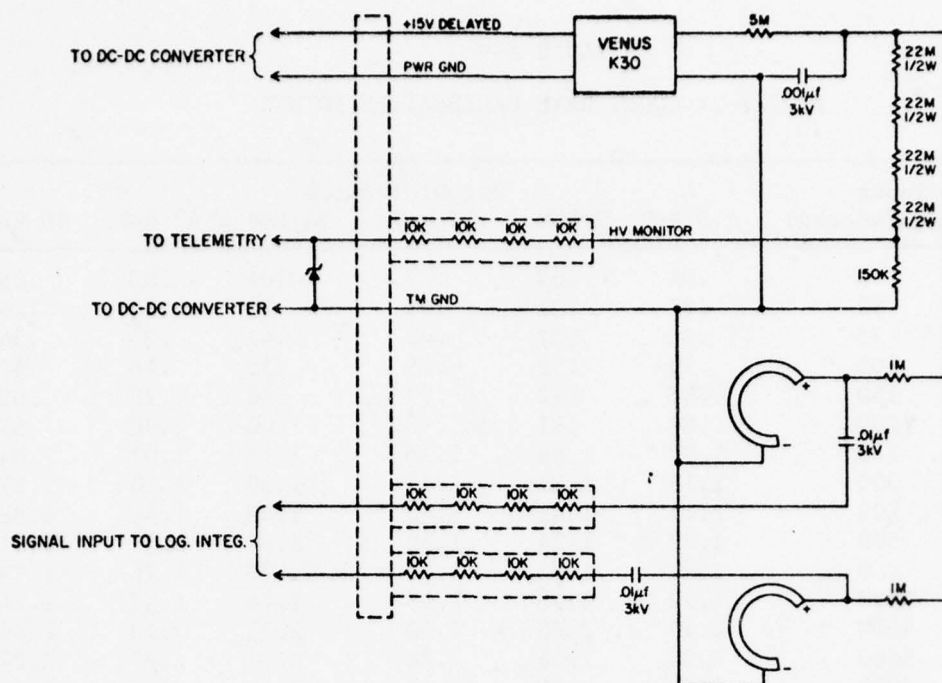 +15V DELAYED
TO DC-DC CONVERTER
PWR GND
VENUS
K30
5M
.001µf
3kV
22M
1/2W
22M
1/2W
22M
1/2W
22M
1/2W
TO TELEMETRY
10K 10K 10K 10K
HV MONITOR
150K
TO DC-DC CONVERTER
TM GND
+
-
1M
.01µf
3kV
10K 10K 10K 10K
SIGNAL INPUT TO LOG. INTEG.
10K 10K 10K 10K
.01µf
3kV
+
-
1M